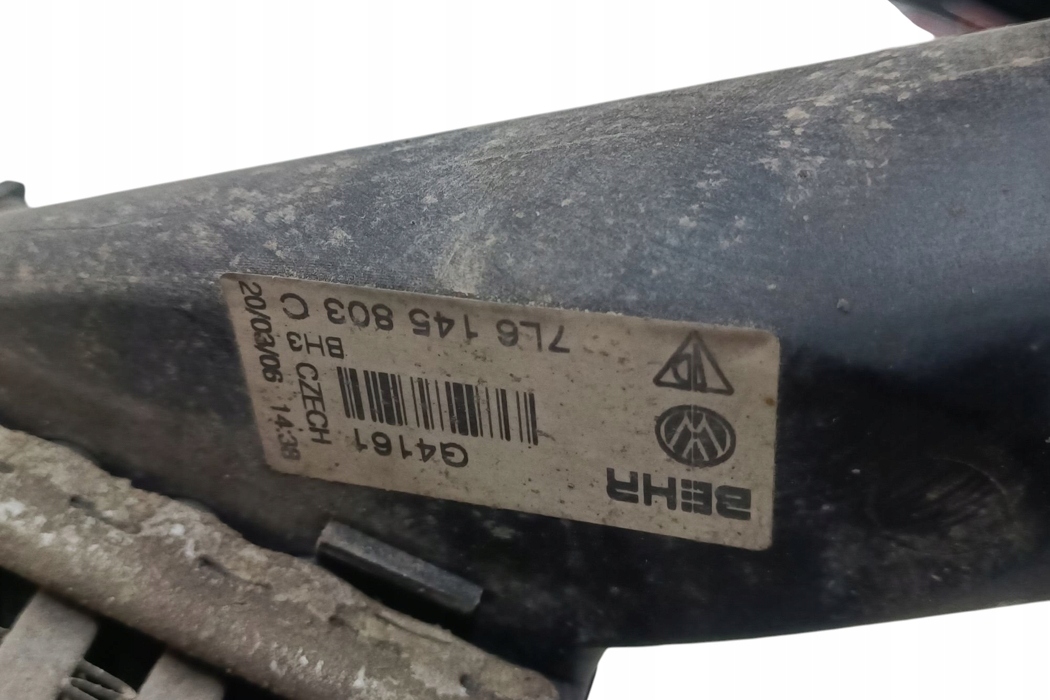 BEHR
G4161
BH3 CZECH
20/03/06 14:38
7L6 145 803 C